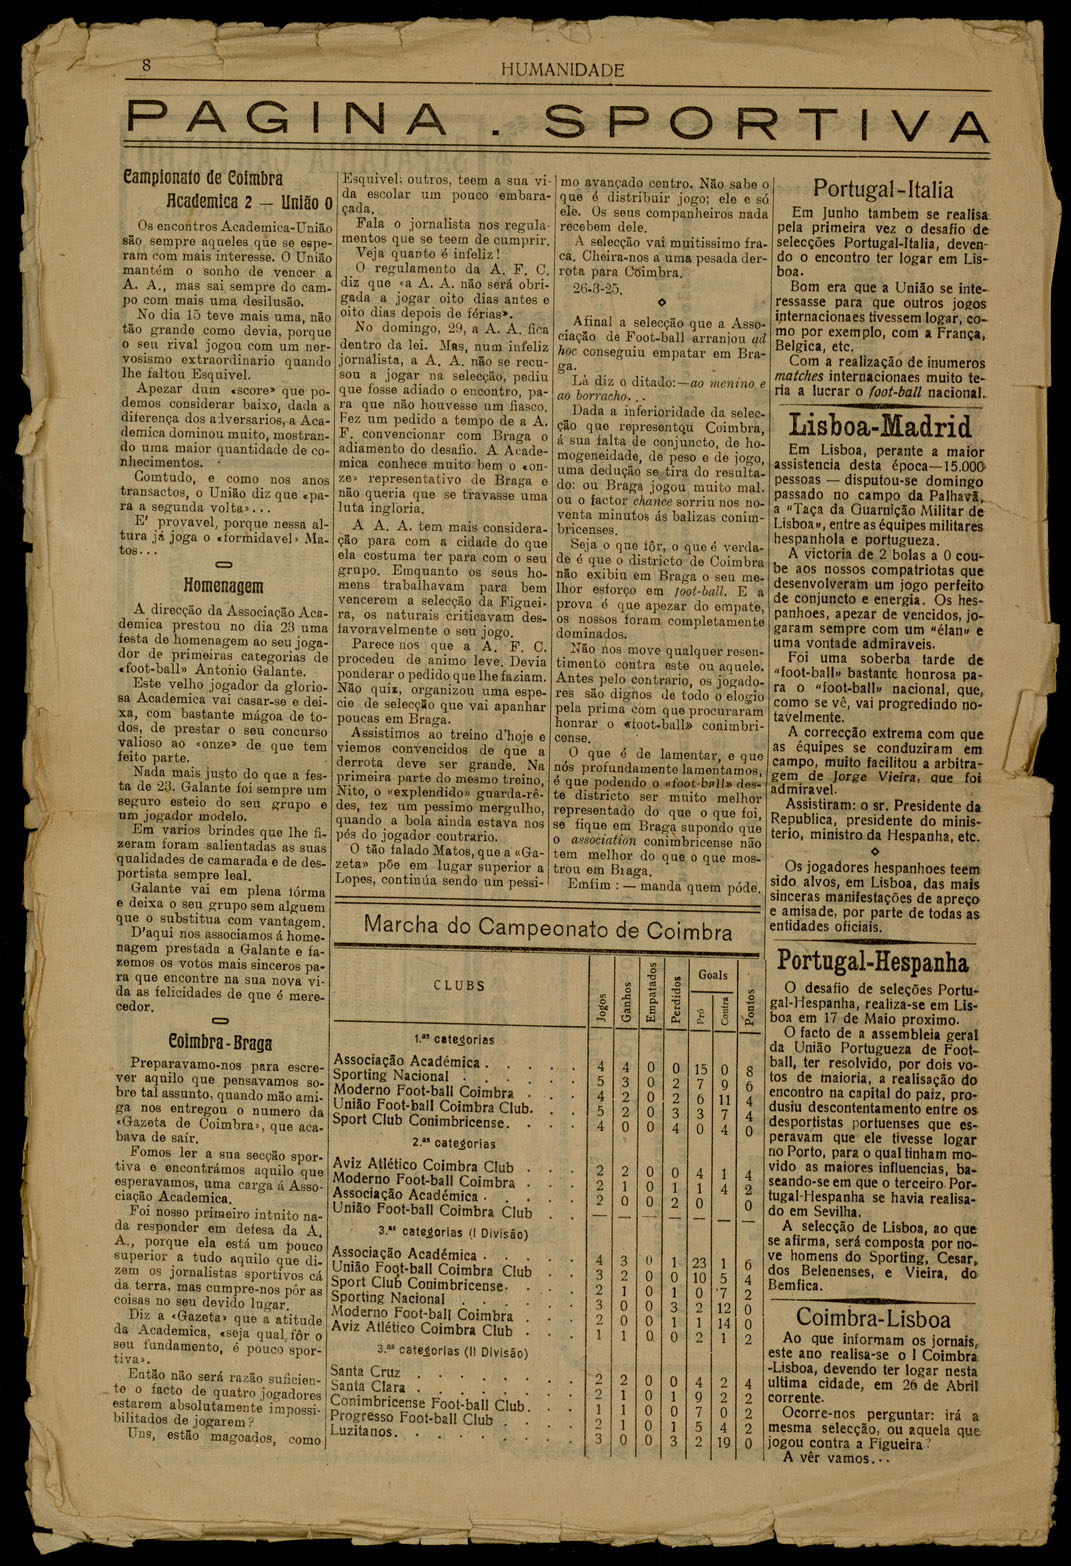 8
HUMANIDADE
PAGINA . SPORTIVA
Campionato de Coimbra
Academica 2 — União 0
Os encontros Academica-União
são sempre aqueles que se espe-
ram com mais interesse. O União
mantém o sonho de vencer a
A. A., mas sai sempre do cam-
po com mais uma desilusão.
No dia 15 teve mais uma, não
tão grande como devia, porque
o seu rival jogou com um ner-
vosismo extraordinario quando
lhe faltou Esquivel.
Apezar dum «score» que po-
demos considerar baixo, dada a
diferença dos adversarios, a Aca-
demica dominou muito, mostran-
do uma maior quantidade de co-
nhecimentos.
Comtudo, e como nos anos
transactos, o União diz que «pa-
ra a segunda volta»...
E' provavel, porque nessa al-
tura já joga o «formidavel» Ma-
tos...
Homenagem
A direcção da Associação Aca-
demica prestou no dia 23 uma
festa de homenagem ao seu joga-
dor de primeiras categorias de
«foot-ball» Antonio Galante.
Este velho jogador da glorio-
sa Academica vai casar-se e dei-
xa, com bastante mágoa de to-
dos, de prestar o seu concurso
valioso ao «onze» de que tem
feito parte.
Nada mais justo do que a fes-
ta de 23. Galante foi sempre um
seguro esteio do seu grupo e
um jogador modelo.
Em varios brindes que lhe fi-
zeram foram salientadas as suas
qualidades de camarada e de des-
portista sempre leal.
Galante vai em plena fórma
e deixa o seu grupo sem alguem
que o substitua com vantagem.
D'aqui nos associamos á home-
nagem prestada a Galante e fa-
zemos os votos mais sinceros pa-
ra que encontre na sua nova vi-
da as felicidades de que é mere-
cedor.
Coimbra-Braga
Preparavamo-nos para escre-
ver aquilo que pensavamos so-
bre tal assunto, quando mão ami-
ga nos entregou o numero da
«Gazeta de Coimbra», que aca-
bava de saír.
Fomos ler a sua secção spor-
tiva e encontrámos aquilo que
esperavamos, uma carga á Asso-
ciação Academica.
Foi nosso primeiro intuito na-
da responder em defesa da A.
A., porque ela está um pouco
superior a tudo aquilo que di-
zem os jornalistas sportivos cá
da terra, mas cumpre-nos pôr as
coisas no seu devido lugar.
Diz a «Gazeta» que a atitude
da Academica, «seja qual fôr o
seu fundamento, é pouco spor-
tiva».
Então não será razão suficien-
te o facto de quatro jogadores
estarem absolutamente impossi-
bilitados de jogarem?
Uns, estão magoados, como
Esquivel; outros, teem a sua vi-
da escolar um pouco embara-
çada.
Fala o jornalista nos regula-
mentos que se teem de cumprir.
Veja quanto é infeliz!
O regulamento da A. F. C.
diz que «a A. A. não será obri-
gada a jogar oito dias antes e
oito dias depois de férias».
No domingo, 29, a A. A. fica
dentro da lei. Mas, num infeliz
jornalista, a A. A. não se recu-
sou a jogar na selecção, pediu
que fosse adiado o encontro, pa-
ra que não houvesse um fiasco.
Fez um pedido a tempo de a A.
F. convencionar com Braga o
adiamento do desafio. A Acade-
mica conhece muito bem o «on-
ze» representativo de Braga e
não queria que se travasse uma
luta ingloria.
A A. A. tem mais considera-
ção para com a cidade do que
ela costuma ter para com o seu
grupo. Emquanto os seus ho-
mens trabalhavam para bem
vencerem a selecção da Figuei-
ra, os naturais criticavam des-
favoravelmente o seu jogo.
Parece nos que a A. F. C.
procedeu de animo leve. Devia
ponderar o pedido que lhe faziam.
Não quiz, organizou uma espe-
cie de selecção que vai apanhar
poucas em Braga.
Assistimos ao treino d'hoje e
viemos convencidos de que a
derrota deve ser grande. Na
primeira parte do mesmo treino,
Nito, o «explendido» guarda-rê-
des, fez um pessimo mergulho,
quando a bola ainda estava nos
pés do jogador contrario.
O tão falado Matos, que a «Ga-
zeta» põe em lugar superior a
Lopes, continúa sendo um pessi-
mo avançado centro. Não sabe o
que é distribuir jogo; ele e só
ele. Os seus companheiros nada
recebem dele.
A selecção vai muitissimo fra-
ca. Cheira-nos a uma pesada der-
rota para Coimbra.
26-3-25.
Afinal a selecção que a Asso-
ciação de Foot-ball arranjou ad
hoc conseguiu empatar em Bra-
ga.
Lá diz o ditado:—ao menino e
ao borracho...
Dada a inferioridade da selec-
ção que representou Coimbra,
á sua falta de conjuncto, de ho-
mogeneidade, de peso e de jogo,
uma dedução se tira do resulta-
do: ou Braga jogou muito mal,
ou o factor chance sorriu nos no-
venta minutos ás balizas conim-
bricenses.
Seja o que fôr, o que é verda-
de é que o districto de Coimbra
não exibiu em Braga o seu me-
lhor esforço em foot-ball. E a
prova é que apezar do empate,
os nossos foram completamente
dominados.
Não nos move qualquer resen-
timento contra este ou aquele.
Antes pelo contrario, os jogado-
res são dignos de todo o elogio
pela prima com que procuraram
honrar o «foot-ball» conimbri-
cense.
O que é de lamentar, e que
nós profundamente lamentamos,
é que podendo o «foot-ball» des-
te districto ser muito melhor
representado do que o que foi,
se fique em Braga supondo que
o association conimbricense não
tem melhor do que o que mos-
trou em Braga.
Emfim : — manda quem póde.
Marcha do Campeonato de Coimbra
CLUBS Jogos Ganhos Empatados Perdidos Goals Pró Contra Pontos
1.as categorias
Associação Académica . . . . . 4 4 0 0 15 0 8
Sporting Nacional . . . . . . 5 3 0 2 7 9 6
Moderno Foot-ball Coimbra . . . 4 2 0 2 6 11 4
União Foot-ball Coimbra Club. . . 5 2 0 3 3 7 4
Sport Club Conimbricense. . . . 4 0 0 4 0 4 0
2.as categorias
Aviz Atlético Coimbra Club . . . 2 2 0 0 4 1 4
Moderno Foot-ball Coimbra . . . 2 1 0 1 1 4 2
Associação Académica . . . . . 2 0 0 2 0 0
União Foot-ball Coimbra Club . . — — — — — — —
3.as categorias (I Divisão)
Associação Académica . . . . 4 3 0 1 23 1 6
União Foot-ball Coimbra Club . . 3 2 0 0 10 5 4
Sport Club Conimbricense. . . . 2 1 0 1 0 7 2
Sporting Nacional . . . . . . 3 0 0 3 2 12 0
Moderno Foot-ball Coimbra . . . 2 0 0 1 1 14 0
Aviz Atlético Coimbra Club . . . 1 1 0 0 2 1 2
3.as categorias (II Divisão)
Santa Cruz . . . . . . . 2 2 0 0 4 2 4
Santa Clara . . . . . . . 2 1 0 1 9 2 2
Conimbricense Foot-ball Club. . . 1 1 0 0 7 0 2
Progresso Foot-ball Club . . . . 2 1 0 1 5 4 2
Luzitanos. . . . . . . . 3 0 0 3 2 19 0
Portugal-Italia
Em Junho tambem se realisa
pela primeira vez o desafio de
selecções Portugal-Italia, deven-
do o encontro ter logar em Lis-
boa.
Bom era que a União se inte-
ressasse para que outros jogos
internacionaes tivessem logar, co-
mo por exemplo, com a França,
Belgica, etc.
Com a realização de inumeros
matches internacionaes muito te-
ria a lucrar o foot-ball nacional.
Lisboa-Madrid
Em Lisboa, perante a maior
assistencia desta época—15.000
pessoas — disputou-se domingo
passado no campo da Palhavã,
a "Taça da Guarnição Militar de
Lisboa», entre as équipes militares
hespanhola e portugueza.
A victoria de 2 bolas a 0 cou-
be aos nossos compatriotas que
desenvolveram um jogo perfeito
de conjuncto e energia. Os hes-
panhoes, apezar de vencidos, jo-
garam sempre com um "élan» e
uma vontade admiraveis.
Foi uma soberba tarde de
"foot-ball» bastante honrosa pa-
ra o "foot-ball» nacional, que,
como se vê, vai progredindo no-
tavelmente.
A correcção extrema com que
as équipes se conduziram em
campo, muito facilitou a arbitra-
gem de Jorge Vieira, que foi
admiravel.
Assistiram: o sr. Presidente da
Republica, presidente do minis-
terio, ministro da Hespanha, etc.
Os jogadores hespanhoes teem
sido alvos, em Lisboa, das mais
sinceras manifestações de apreço
e amisade, por parte de todas as
entidades oficiais.
Portugal-Hespanha
O desafio de seleções Portu-
gal-Hespanha, realiza-se em Lis-
boa em 17 de Maio proximo.
O facto de a assembleia geral
da União Portugueza de Foot-
ball, ter resolvido, por dois vo-
tos de maioria, a realisação do
encontro na capital do paiz, pro-
dusiu descontentamento entre os
desportistas portuenses que es-
peravam que ele tivesse logar
no Porto, para o qual tinham mo-
vido as maiores influencias, ba-
seando-se em que o terceiro Por-
tugal-Hespanha se havia realisa-
do em Sevilha.
A selecção de Lisboa, ao que
se afirma, será composta por no-
ve homens do Sporting, Cesar,
dos Belenenses, e Vieira, do
Bemfica.
Coimbra-Lisboa
Ao que informam os jornais,
este ano realisa-se o I Coimbra
-Lisboa, devendo ter logar nesta
ultima cidade, em 26 de Abril
corrente.
Ocorre-nos perguntar: irá a
mesma selecção, ou aquela que
jogou contra a Figueira?
A vêr vamos...